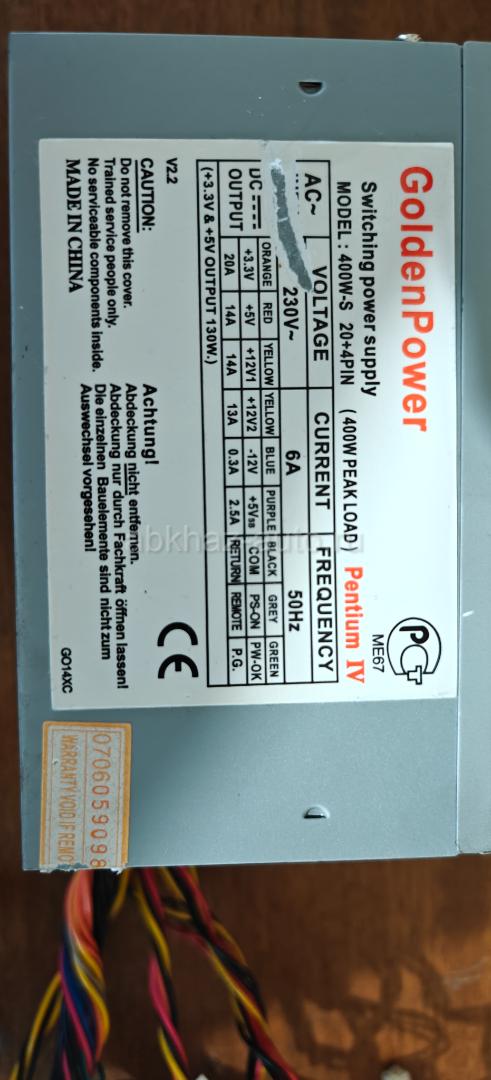 GoldenPower
Switching power supply
MODEL : 400W-S 20+4PIN ( 400W PEAK LOAD) Pentium IV
PCT
ME67
AC~ VOLTAGE CURRENT FREQUENCY
230V~ 6A 50Hz
DC ORANGE RED YELLOW YELLOW BLUE PURPLE BLACK GREY GREEN
OUTPUT +3.3V +5V +12V1 +12V2 -12V +5VSB COM PS-ON PW-OK
20A 14A 14A 13A 0.3A 2.5A RETURN REMOTE P.G.
(+3.3V & +5V OUTPUT 130W.)
V2.2
CAUTION:
Do not remove this cover.
Trained service people only.
No serviceable components inside.
MADE IN CHINA
Achtung!
Abdeckung nicht entfernen.
Abdeckung nur durch Fachkraft öffnen lassen!
Die einzelnen Bauelemente sind nicht zum
Auswechsel vorgesehen!
CE
GO14XC
0706059098
WARRANTY VOID IF REMO